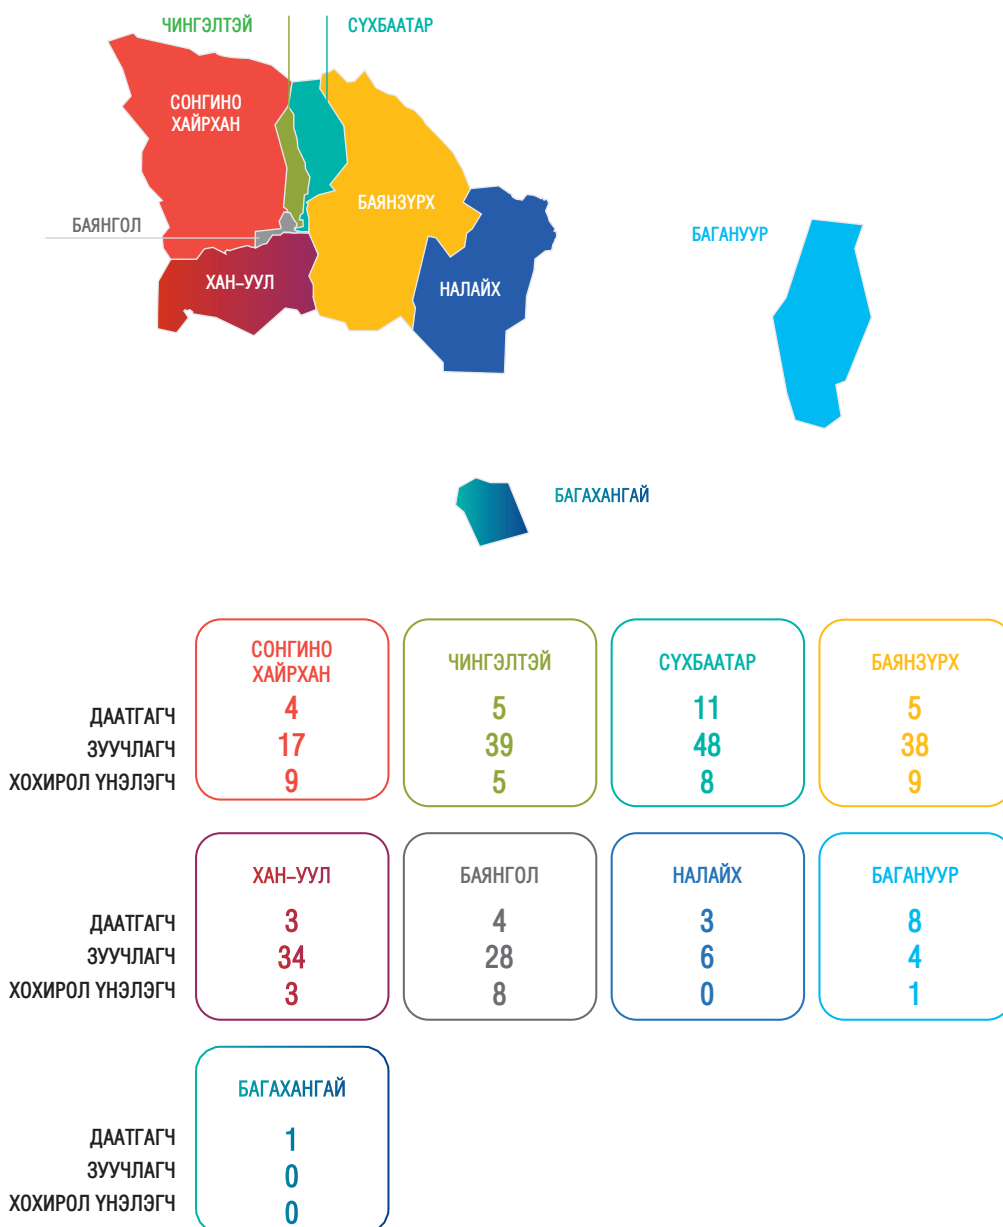 ЧИНГЭЛТЭЙ
СҮХБААТАР
СОНГИНО
ХАЙРХАН
БАЯНЗҮРХ
БАЯНГОЛ
БАГАНУУР
ХАН–УУЛ
НАЛАЙХ
БАГАХАНГАЙ
СОНГИНО
ХАЙРХАН
ЧИНГЭЛТЭЙ
СҮХБААТАР
БАЯНЗҮРХ
ДААТГАГЧ 4 5 11 5
ЗУУЧЛАГЧ 17 39 48 38
ХОХИРОЛ ҮНЭЛЭГЧ 9 5 8 9
ХАН–УУЛ
БАЯНГОЛ
НАЛАЙХ
БАГАНУУР
ДААТГАГЧ 3 4 3 8
ЗУУЧЛАГЧ 34 28 6 4
ХОХИРОЛ ҮНЭЛЭГЧ 3 8 0 1
БАГАХАНГАЙ
ДААТГАГЧ 1
ЗУУЧЛАГЧ 0
ХОХИРОЛ ҮНЭЛЭГЧ 0